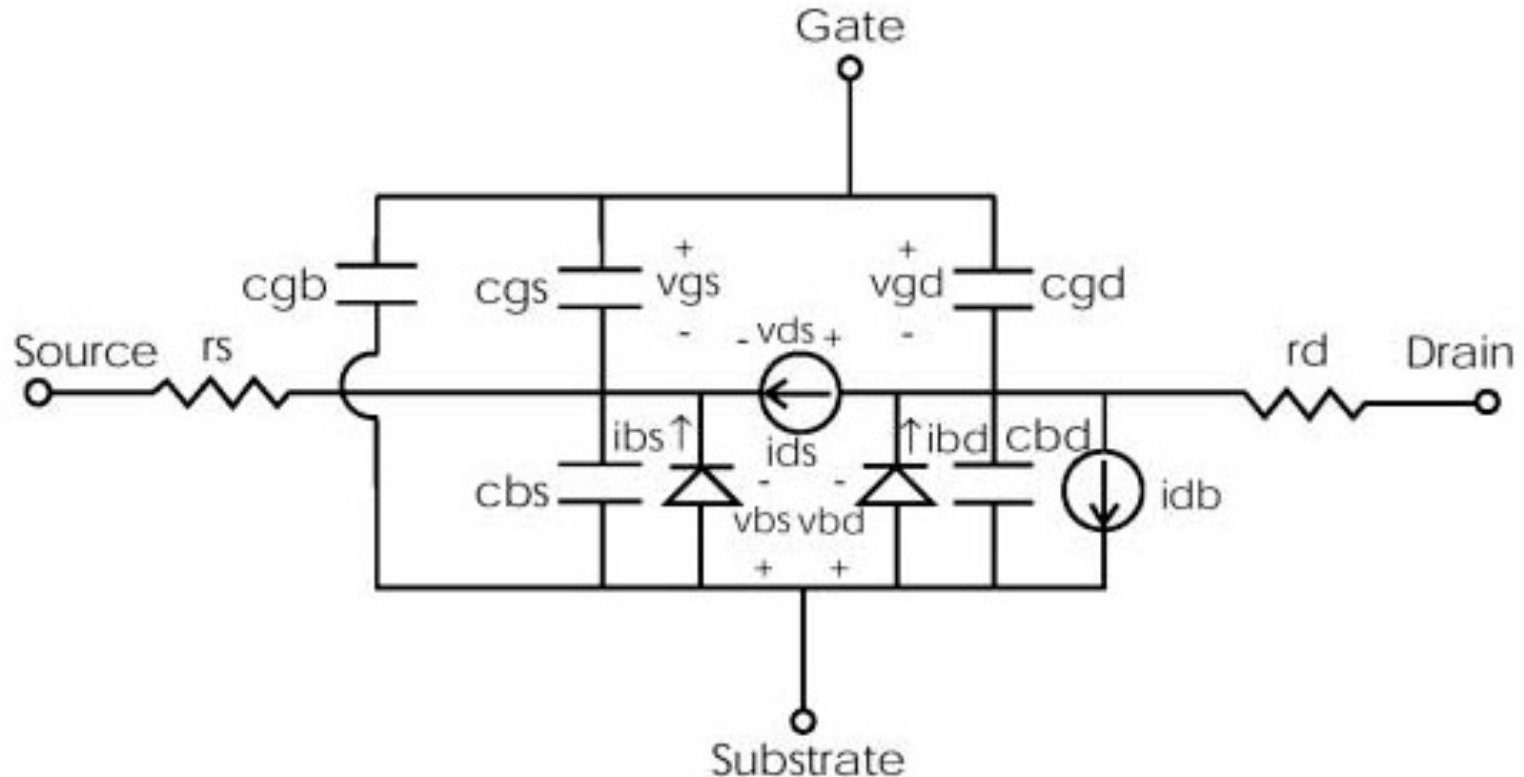 Gate
cgb
cgs
+
vgs
-
+
vgd
-
cgd
Source
rs
- vds +
rd
Drain
ibs↑
ids
↑ibd
cbd
cbs
-
-
vbs
vbd
idb
+
+
Substrate